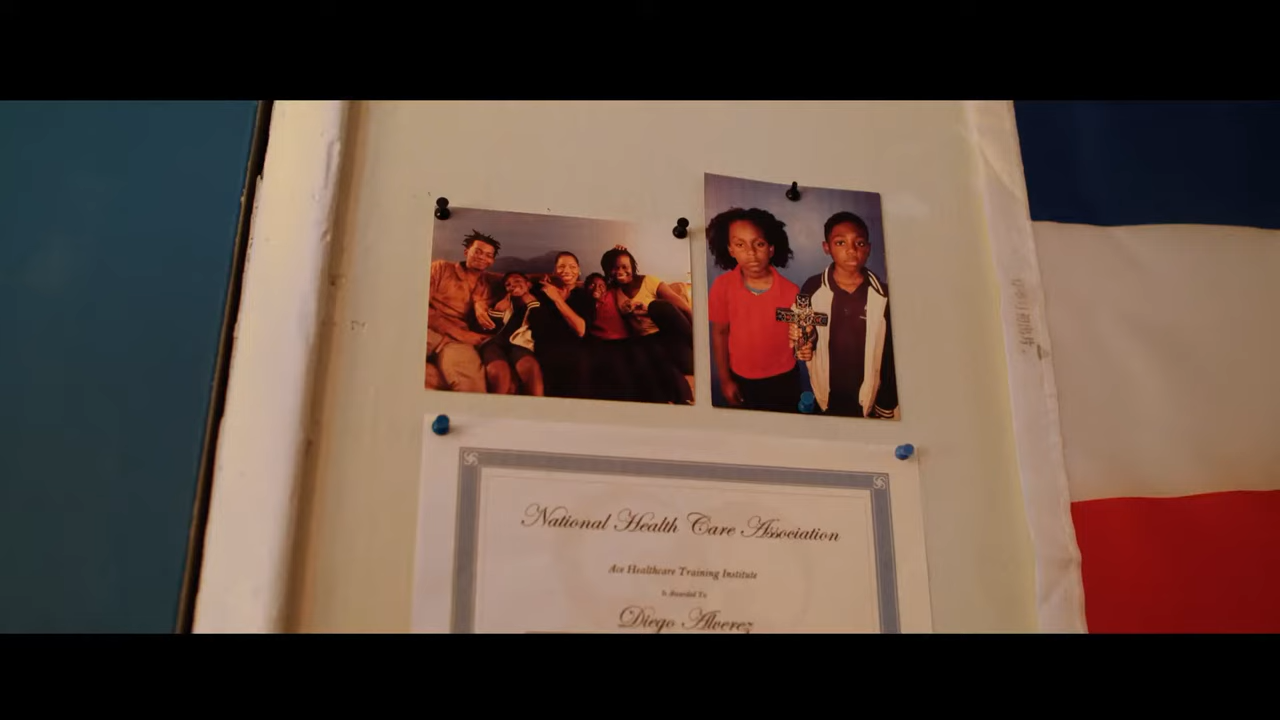 National Health Care Association
Ace Healthcare Training Institute
Is Awarded To
Diego Alverez